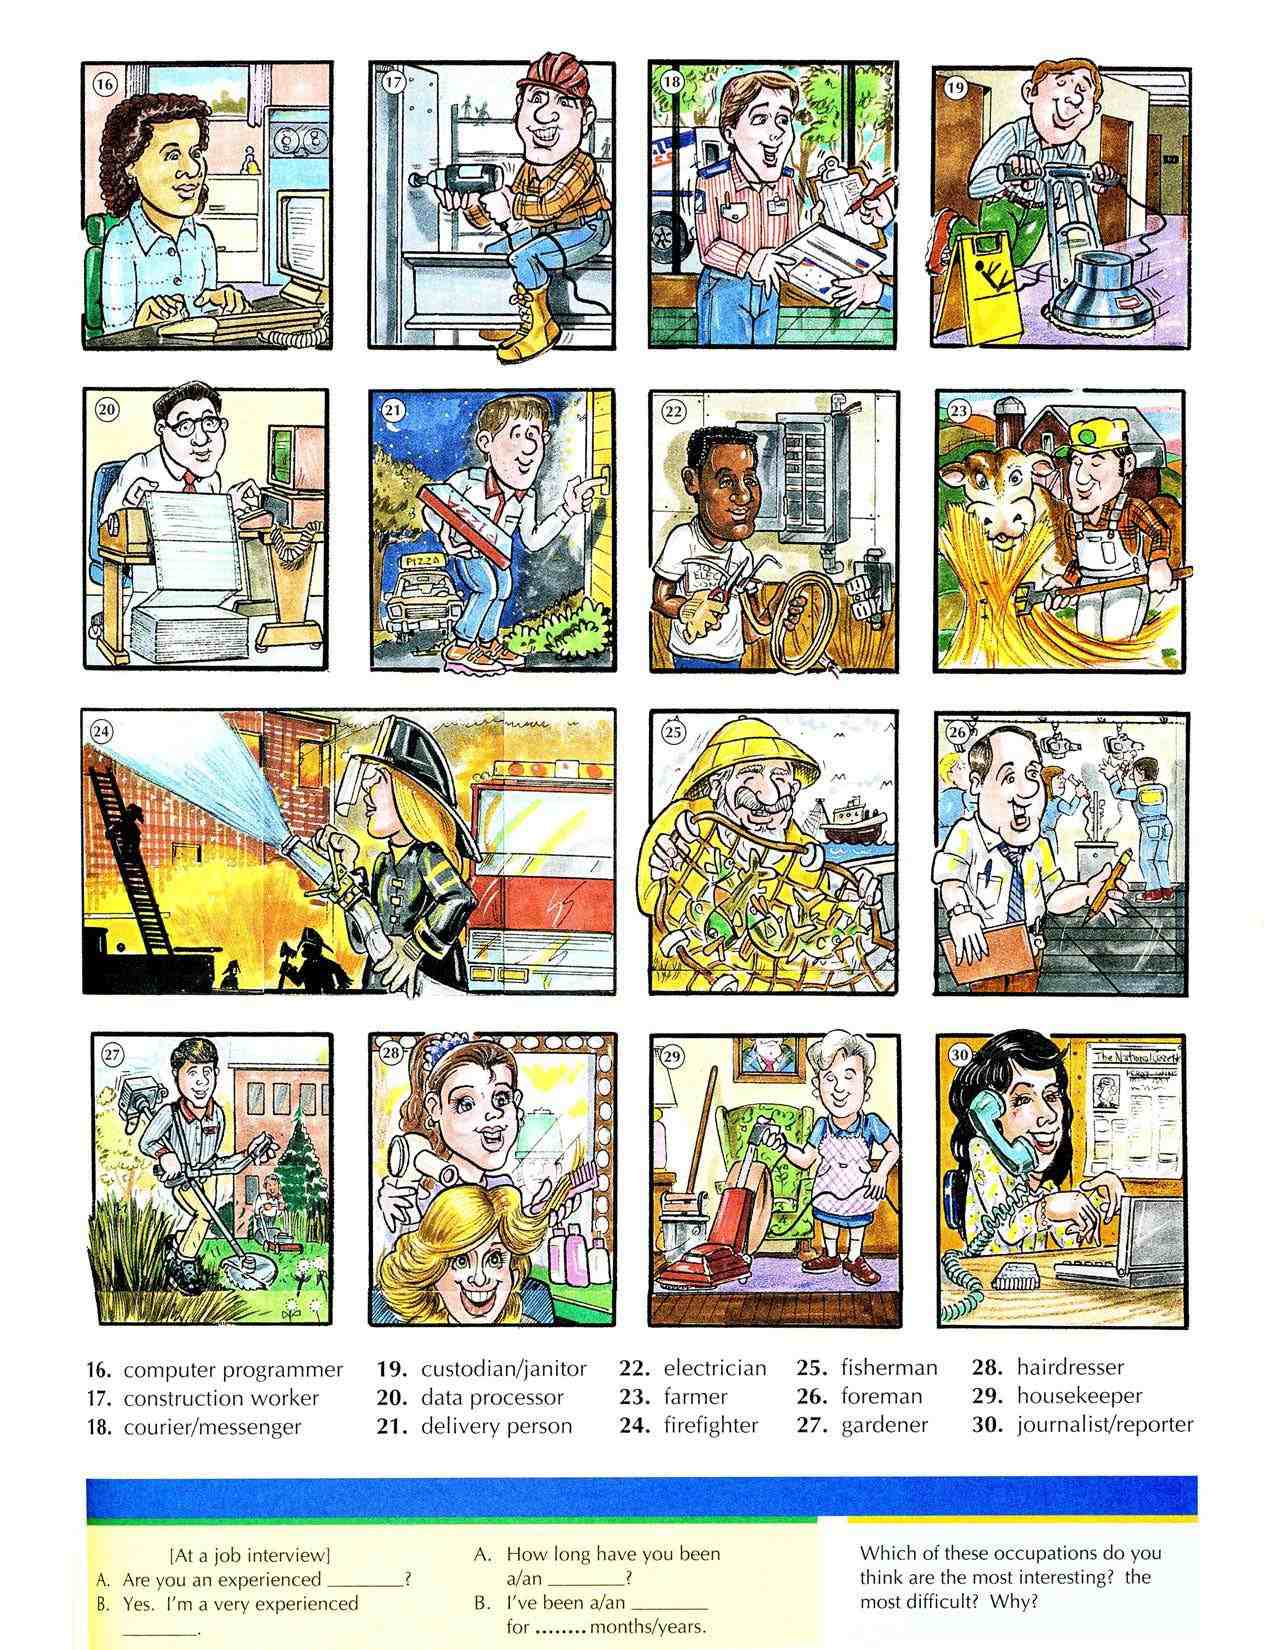 16
17
18
19
20
21
PIZZA
PIZZA
22
ELEC
23
24
25
26
27
28
29
30
The National
16. computer programmer
17. construction worker
18. courier/messenger
19. custodian/janitor
20. data processor
21. delivery person
22. electrician
23. farmer
24. firefighter
25. fisherman
26. foreman
27. gardener
28. hairdresser
29. housekeeper
30. journalist/reporter
[At a job interview]
A. Are you an experienced ________?
B. Yes. I'm a very experienced
________.
A. How long have you been
a/an ________?
B. I've been a/an ________
for ........ months/years.
Which of these occupations do you
think are the most interesting? the
most difficult? Why?